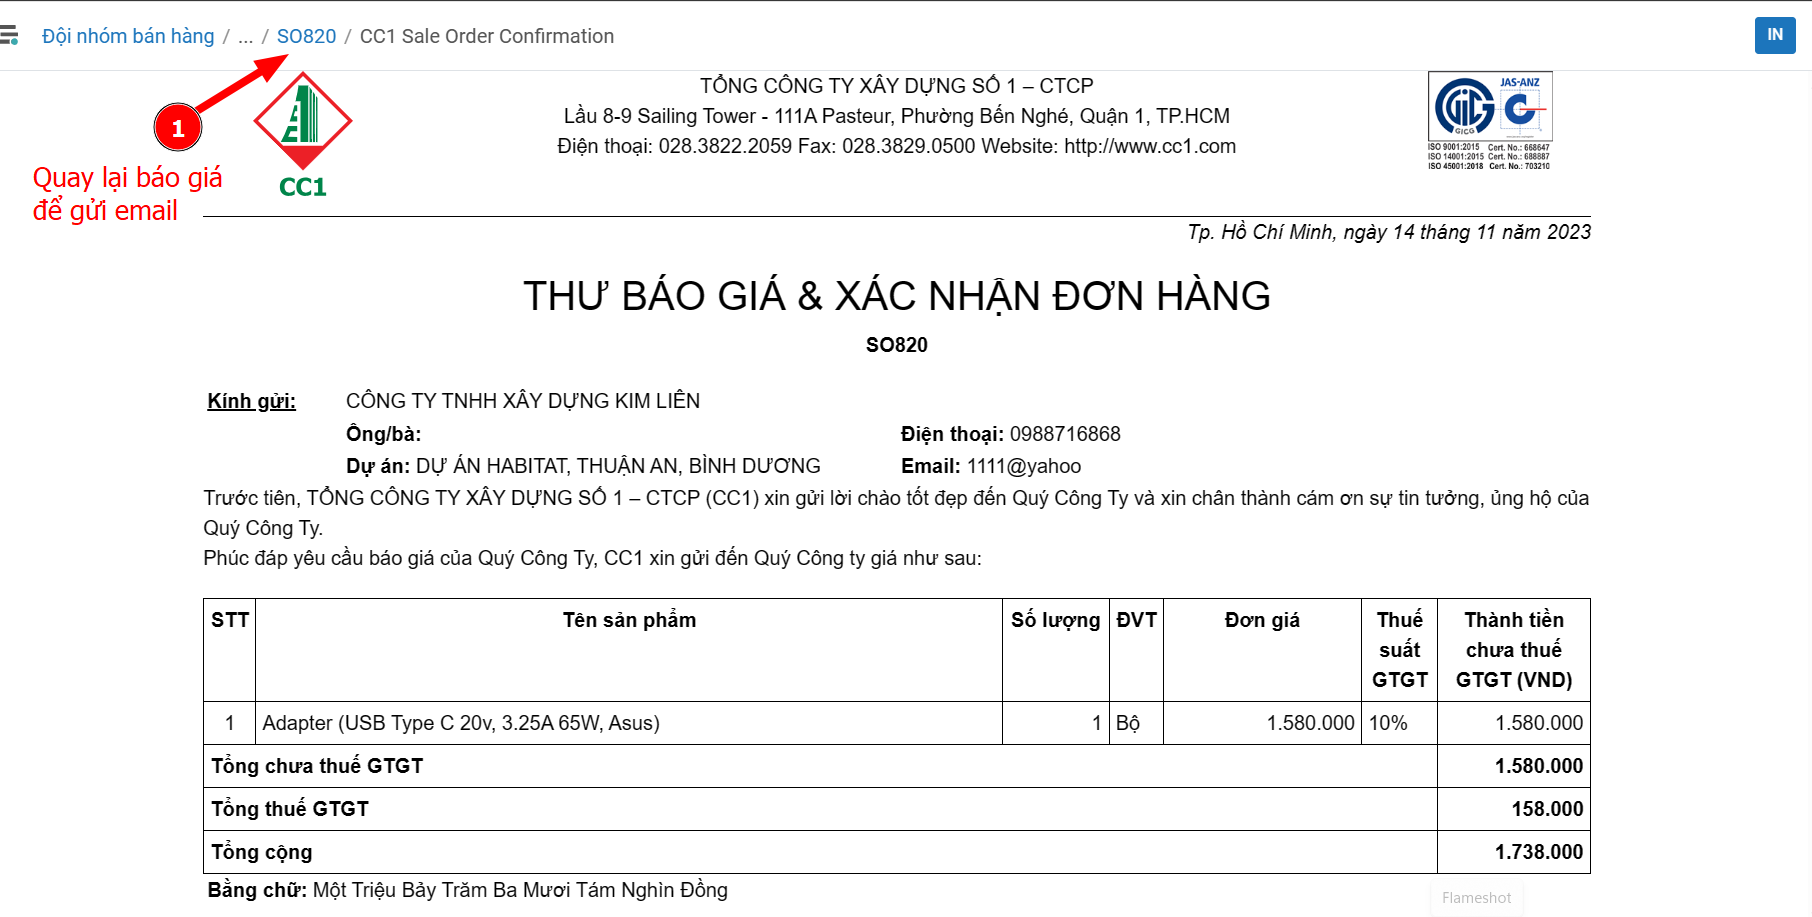 Đội nhóm bán hàng / ... / SO820 / CC1 Sale Order Confirmation
IN
1
Quay lại báo giá
để gửi email
CC1
TỔNG CÔNG TY XÂY DỰNG SỐ 1 – CTCP
Lầu 8-9 Sailing Tower - 111A Pasteur, Phường Bến Nghé, Quận 1, TP.HCM
Điện thoại: 028.3822.2059 Fax: 028.3829.0500 Website: http://www.cc1.com
JAS-ANZ
GICG
ISO 9001:2015 Cert. No.: 668647
ISO 14001:2015 Cert. No.: 688887
ISO 45001:2018 Cert. No.: 703210
Tp. Hồ Chí Minh, ngày 14 tháng 11 năm 2023
THƯ BÁO GIÁ & XÁC NHẬN ĐƠN HÀNG
SO820
Kính gửi: CÔNG TY TNHH XÂY DỰNG KIM LIÊN
Ông/bà: Điện thoại: 0988716868
Dự án: DỰ ÁN HABITAT, THUẬN AN, BÌNH DƯƠNG Email: 1111@yahoo
Trước tiên, TỔNG CÔNG TY XÂY DỰNG SỐ 1 – CTCP (CC1) xin gửi lời chào tốt đẹp đến Quý Công Ty và xin chân thành cám ơn sự tin tưởng, ủng hộ của
Quý Công Ty.
Phúc đáp yêu cầu báo giá của Quý Công Ty, CC1 xin gửi đến Quý Công ty giá như sau:
STT Tên sản phẩm Số lượng ĐVT Đơn giá Thuế Thành tiền
suất chưa thuế
GTGT GTGT (VND)
1 Adapter (USB Type C 20v, 3.25A 65W, Asus) 1 Bộ 1.580.000 10% 1.580.000
Tổng chưa thuế GTGT 1.580.000
Tổng thuế GTGT 158.000
Tổng cộng 1.738.000
Bằng chữ: Một Triệu Bảy Trăm Ba Mươi Tám Nghìn Đồng
Flameshot